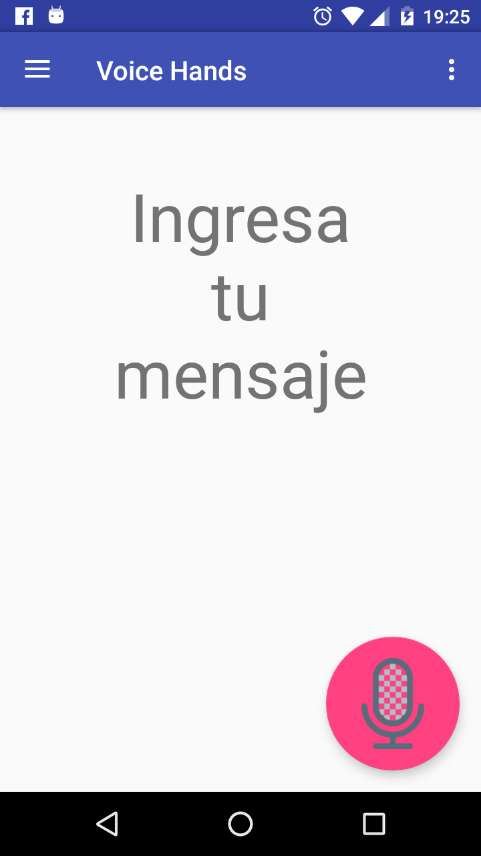 19:25
Voice Hands
Ingresa
tu
mensaje